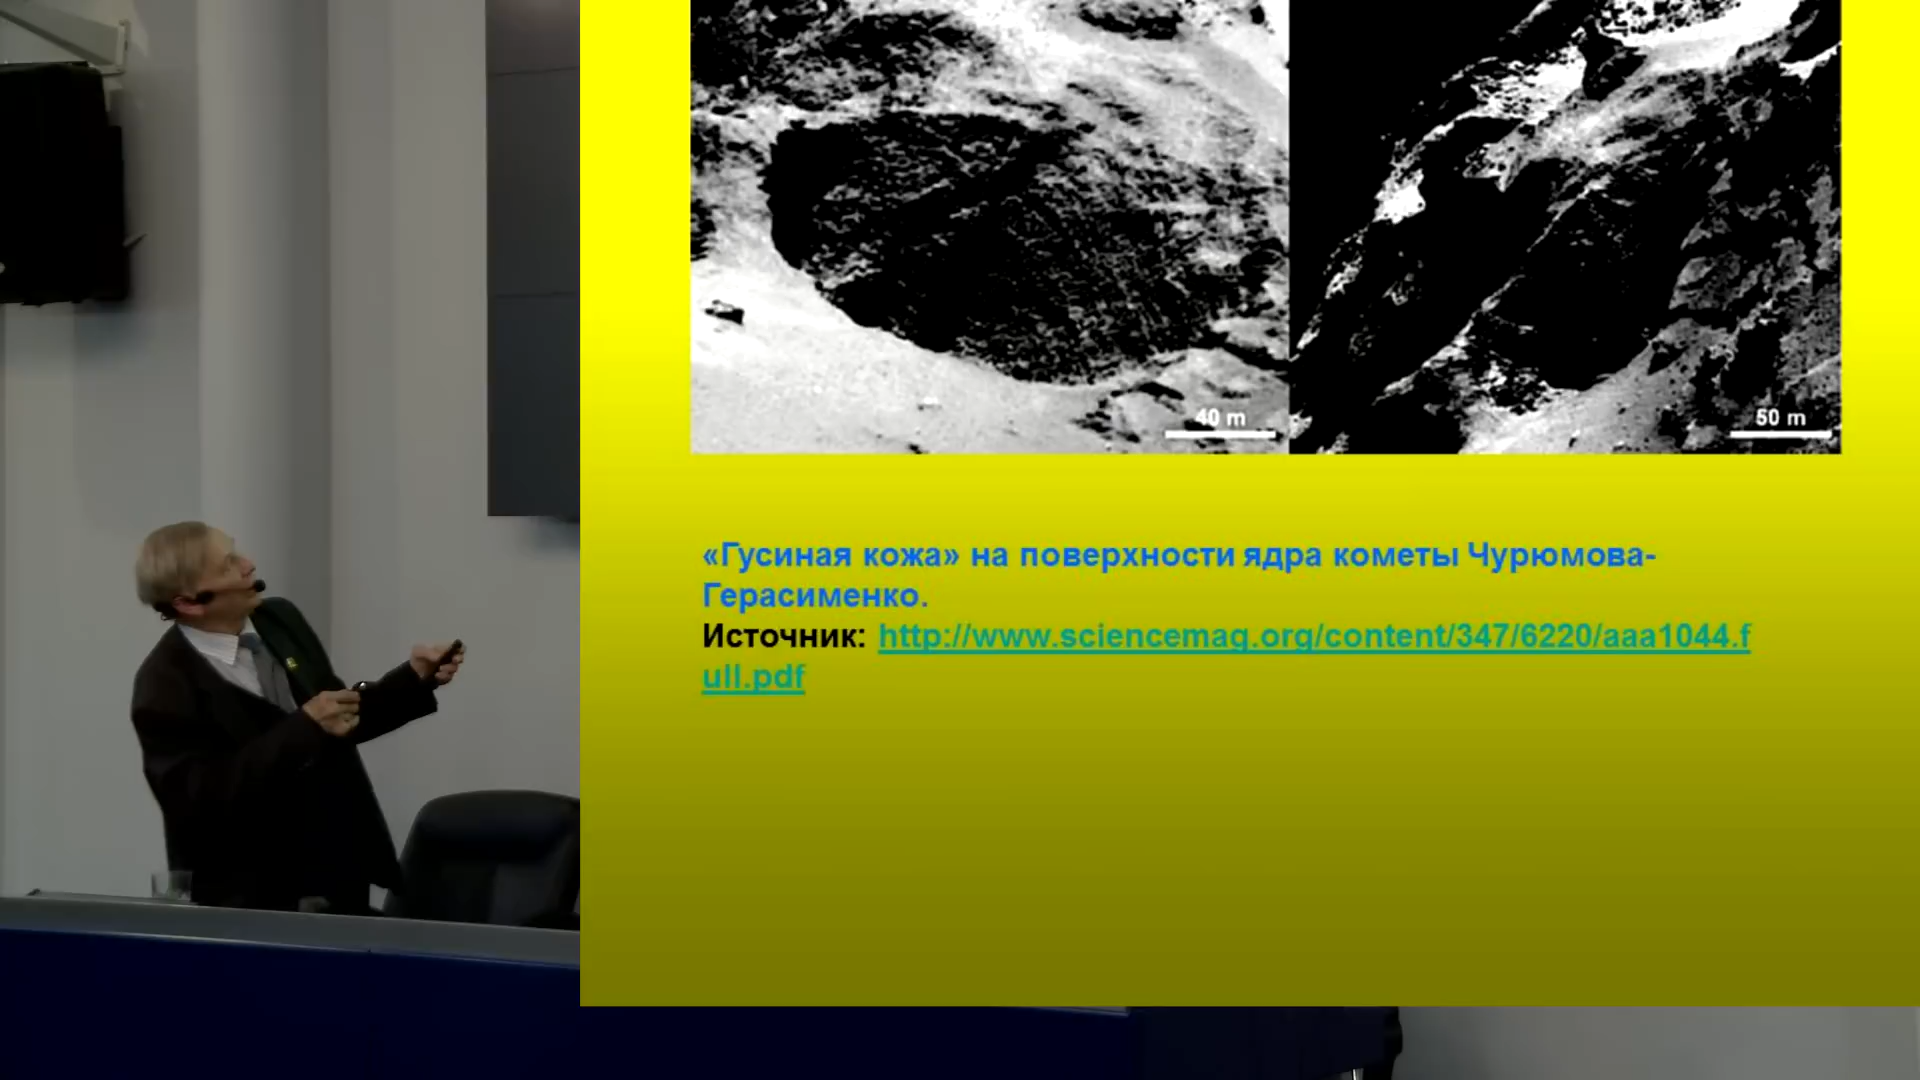 40 m
50 m
«Гусиная кожа» на поверхности ядра кометы Чурюмова-
Герасименко.
Источник: http://www.sciencemag.org/content/347/6220/aaa1044.f
ull.pdf